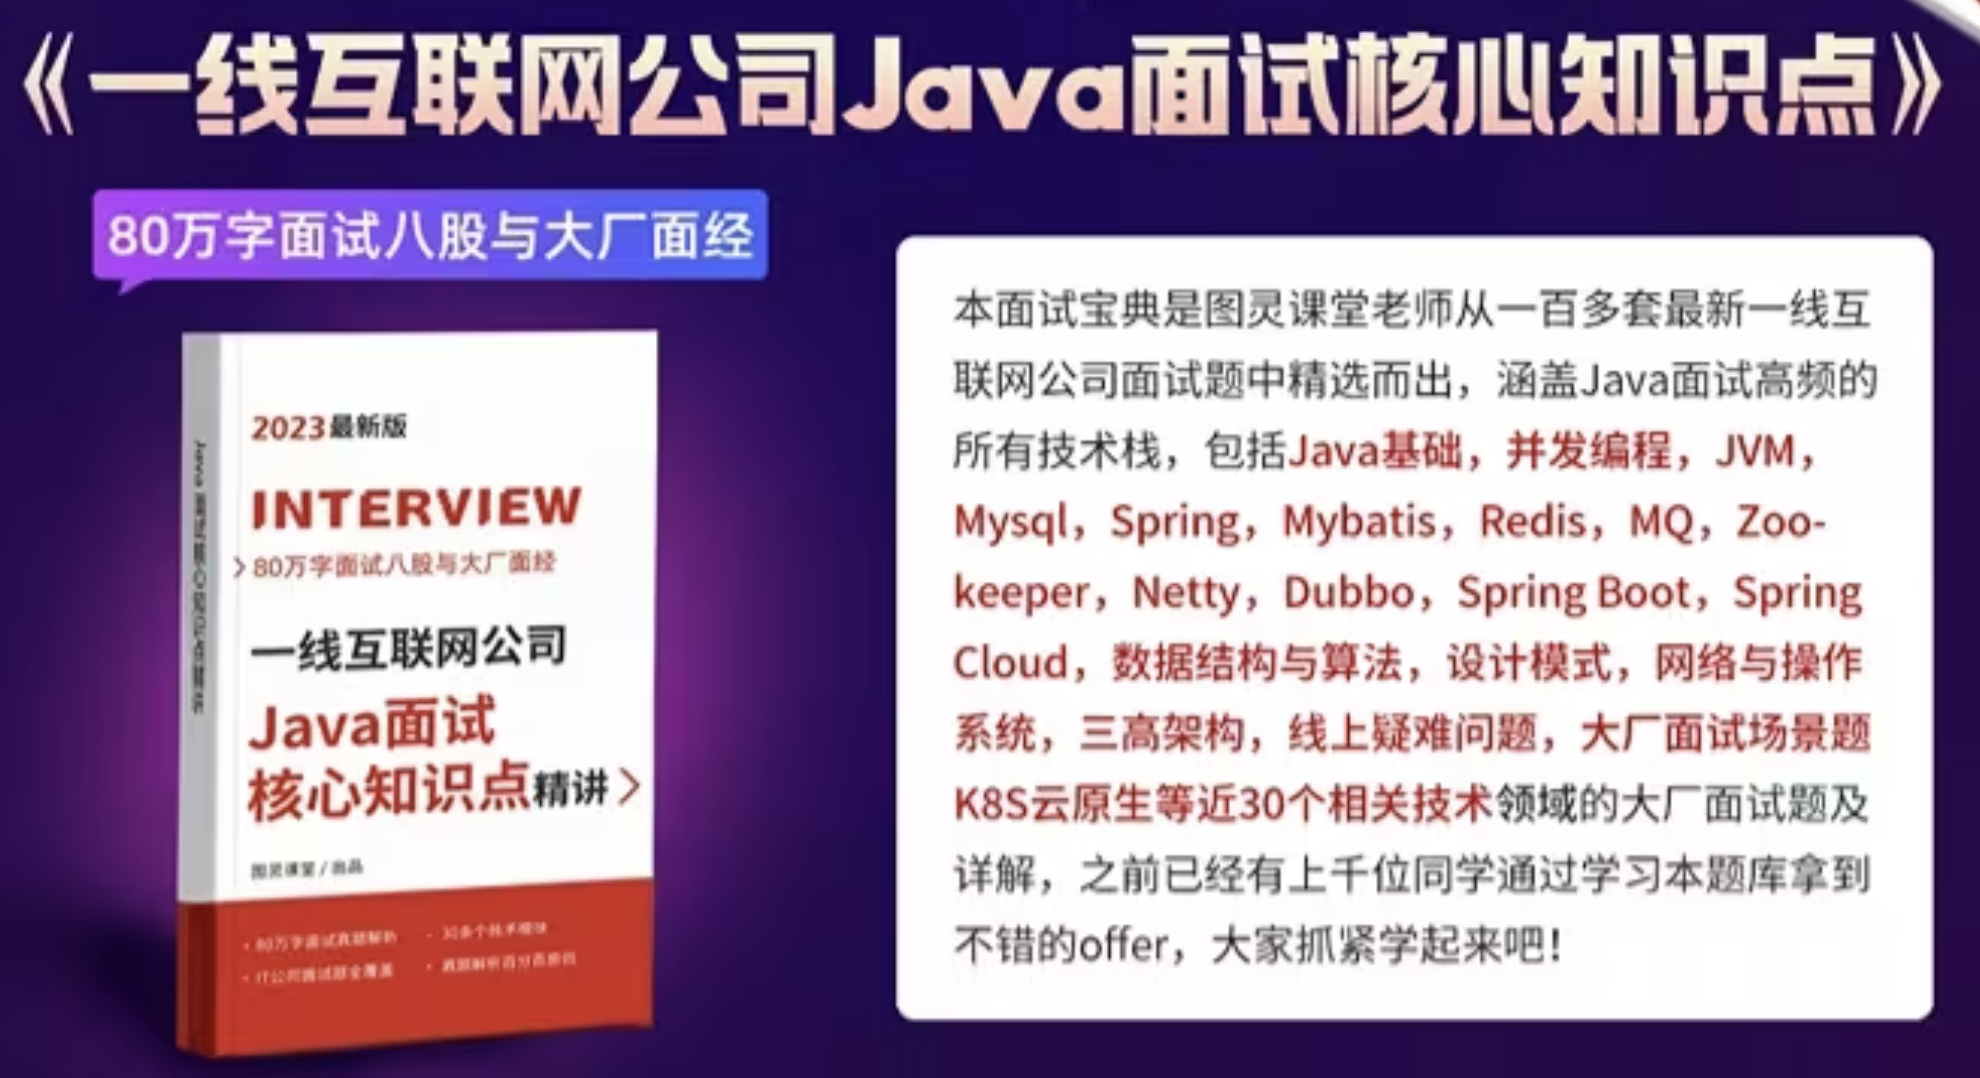 《一线互联网公司Java面试核心知识点》
80万字面试八股与大厂面经
2023最新版
INTERVIEW
80万字面试八股与大厂面经
一线互联网公司
Java面试
核心知识点精讲
图灵课堂 / 出品
· 80万字面试真题解析
· 30多个技术模块
· IT公司面试题全覆盖
本面试宝典是图灵课堂老师从一百多套最新一线互
联网公司面试题中精选而出，涵盖Java面试高频的
所有技术栈，包括Java基础，并发编程，JVM，
Mysql，Spring，Mybatis，Redis，MQ，Zoo-
keeper，Netty，Dubbo，Spring Boot，Spring
Cloud，数据结构与算法，设计模式，网络与操作
系统，三高架构，线上疑难问题，大厂面试场景题
K8S云原生等近30个相关技术领域的大厂面试题及
详解，之前已经有上千位同学通过学习本题库拿到
不错的offer，大家抓紧学起来吧！